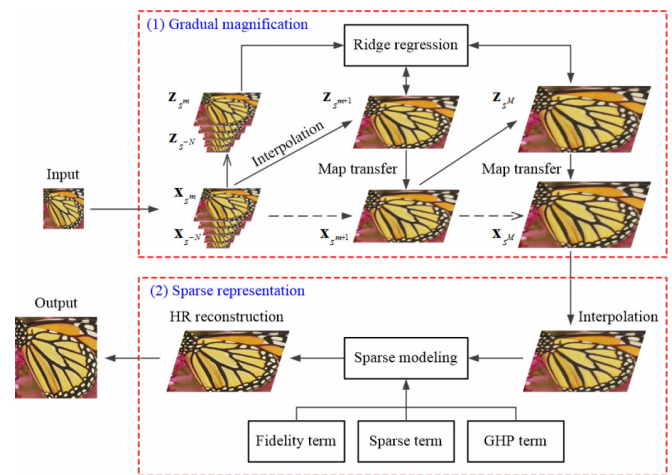 (1) Gradual magnification
Ridge regression
z_{s^m}
z_{s^{m+1}}
z_{s^M}
z_{s^{-N}}
Interpolation
Input
Map transfer
Map transfer
x_{s^m}
x_{s^{-N}}
x_{s^{m+1}}
x_{s^M}
(2) Sparse representation
Output
HR reconstruction
Interpolation
Sparse modeling
Fidelity term
Sparse term
GHP term